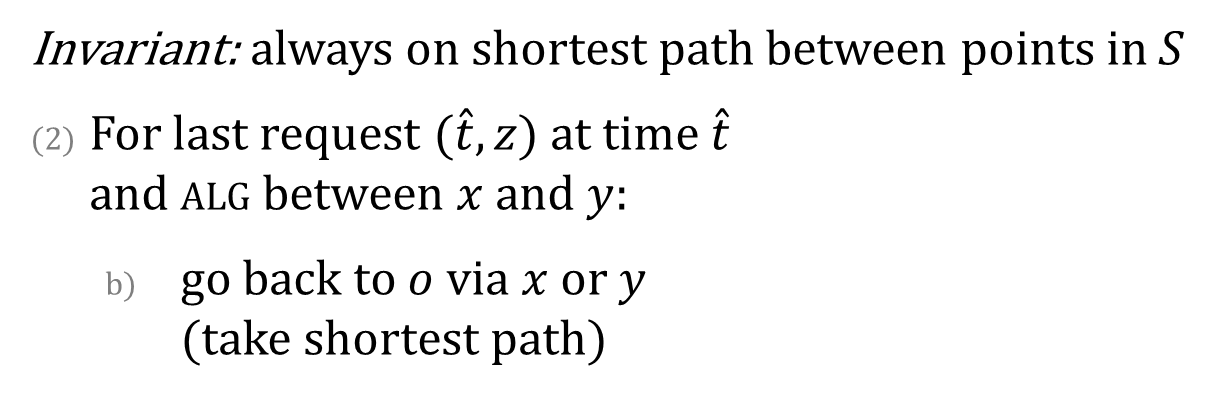 Invariant: always on shortest path between points in S
(2) For last request (t̂, z) at time t̂
and ALG between x and y:
b) go back to o via x or y
(take shortest path)